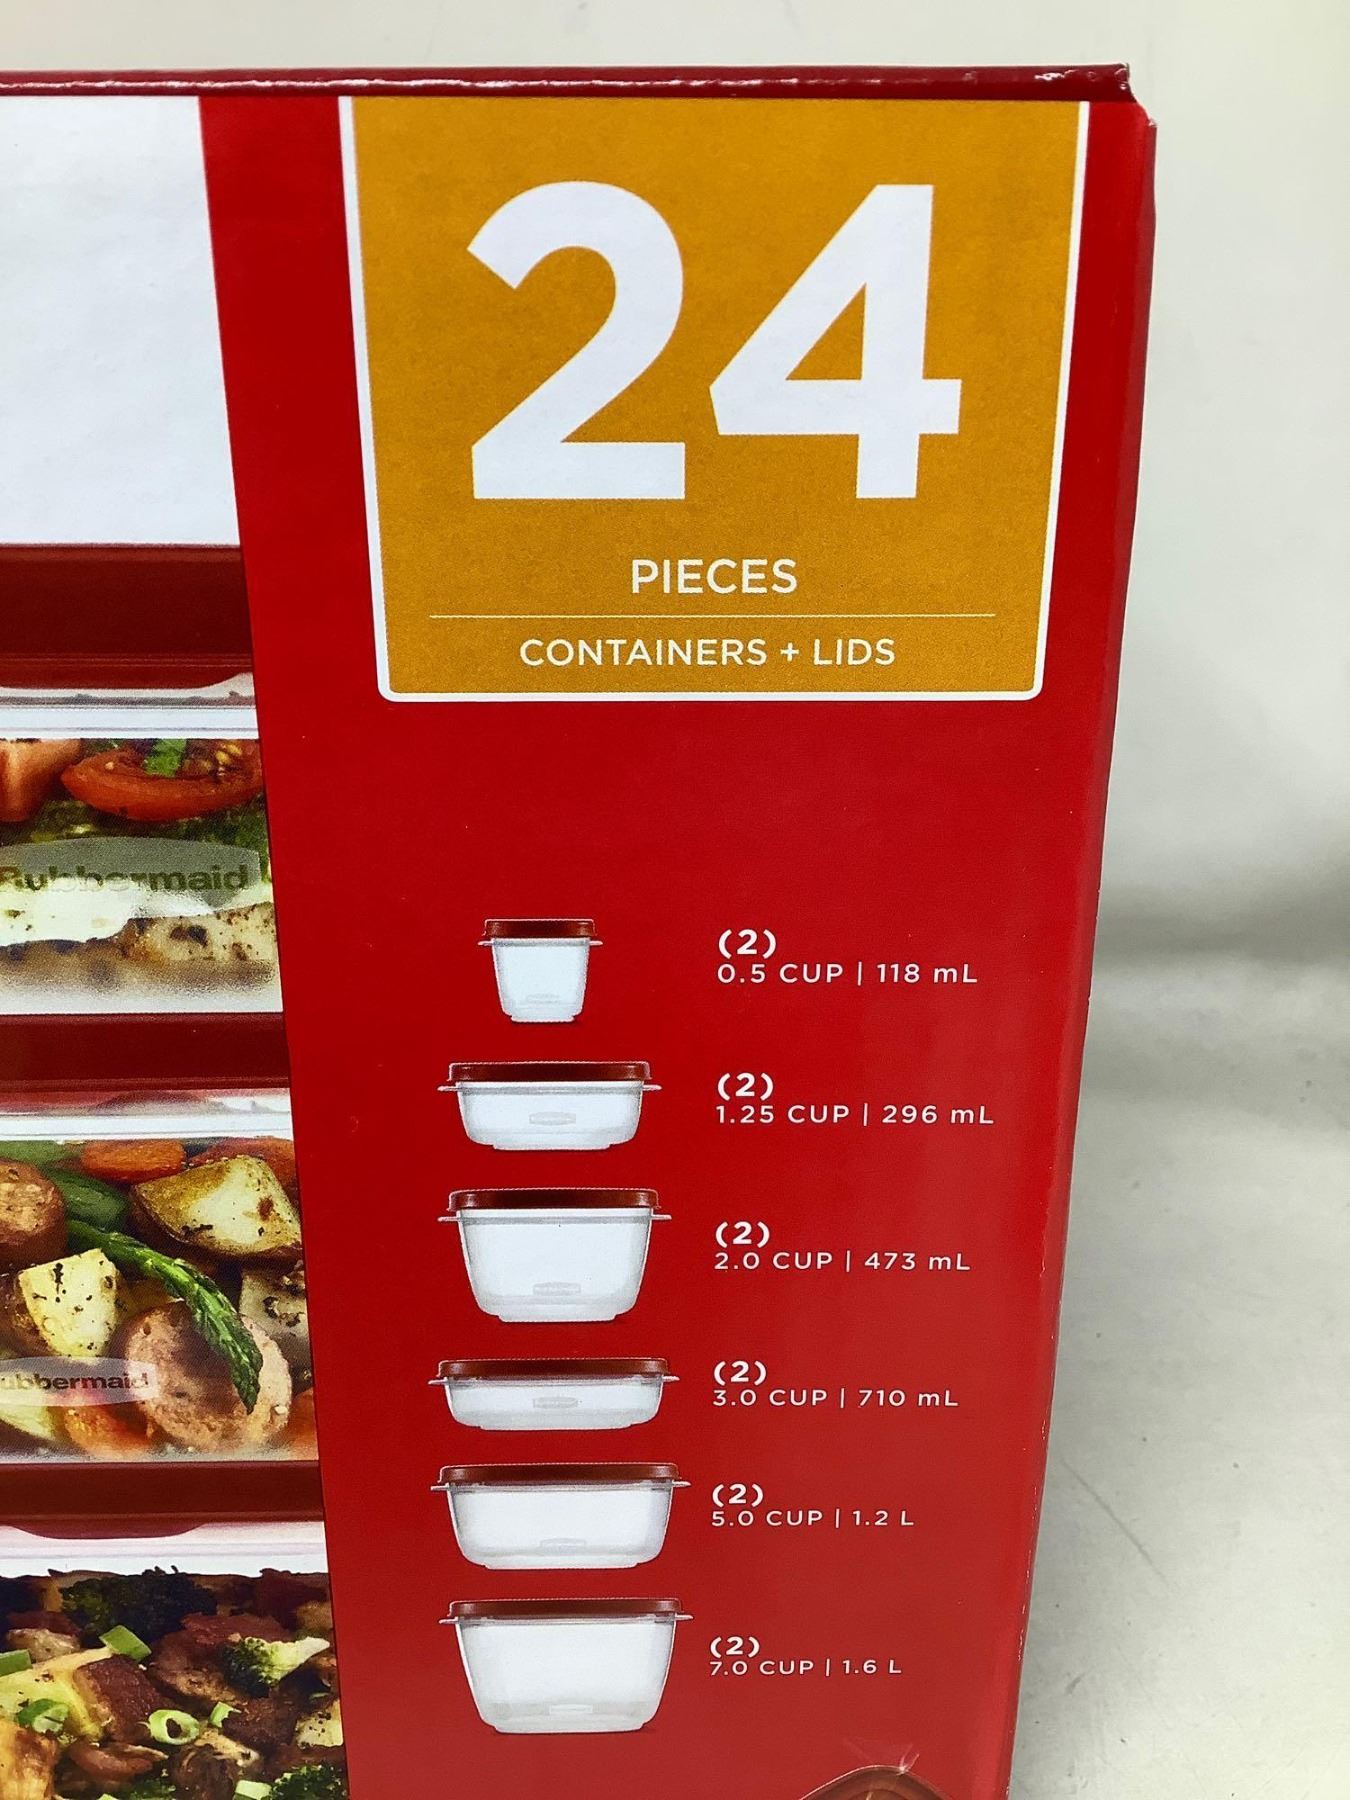 24
PIECES
CONTAINERS + LIDS
Rubbermaid
(2)
0.5 CUP | 118 mL
(2)
1.25 CUP | 296 mL
(2)
2.0 CUP | 473 mL
ubbermaid
(2)
3.0 CUP | 710 mL
(2)
5.0 CUP | 1.2 L
(2)
7.0 CUP | 1.6 L